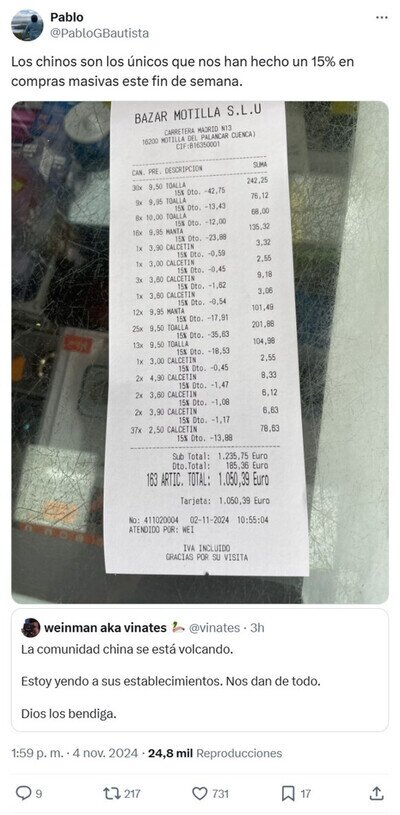 Pablo
@PabloGBautista
Los chinos son los únicos que nos han hecho un 15% en
compras masivas este fin de semana.
BAZAR MOTILLA S.L.U
CARRETERA MADRID N13
16200 MOTILLA DEL PALANCAR CUENCA)
CIF:B16350001
CAN. PRE. DESCRIPCION SUMA
30x 9,50 TOALLA 242,25
15% Dto. -42,75
9x 9,95 TOALLA 76,12
15% Dto. -13,43
8x 10,00 TOALLA 68,00
15% Dto. -12,00
16x 9,95 MANTA 135,32
15% Dto. -23,88
1x 3,90 CALCETIN 3,32
15% Dto. -0,59
1x 3,00 CALCETIN 2,55
15% Dto. -0,45
3x 3,60 CALCETIN 9,18
15% Dto. -1,62
1x 3,60 CALCETIN 3,06
15% Dto. -0,54
12x 9,95 MANTA 101,49
15% Dto. -17,91
25x 9,50 TOALLA 201,88
15% Dto. -35,63
13x 9,50 TOALLA 104,98
15% Dto. -18,53
1x 3,00 CALCETIN 2,55
15% Dto. -0,45
2x 4,90 CALCETIN 8,33
15% Dto. -1,47
2x 3,60 CALCETIN 6,12
15% Dto. -1,08
2x 3,90 CALCETIN 6,63
15% Dto. -1,17
37x 2,50 CALCETIN 78,63
15% Dto. -13,88
Sub Total: 1.235,75 Euro
Dto.Total: 185,36 Euro
163 ARTIC. TOTAL: 1.050,39 Euro
Tarjeta: 1.050,39 Euro
No: 411020004 02-11-2024 10:55:04
ATENDIDO POR: WEI
IVA INCLUIDO
GRACIAS POR SU VISITA
weinman aka vinates @vinates · 3h
La comunidad china se está volcando.
Estoy yendo a sus establecimientos. Nos dan de todo.
Dios los bendiga.
1:59 p. m. · 4 nov. 2024 · 24,8 mil Reproducciones
9 217 731 17